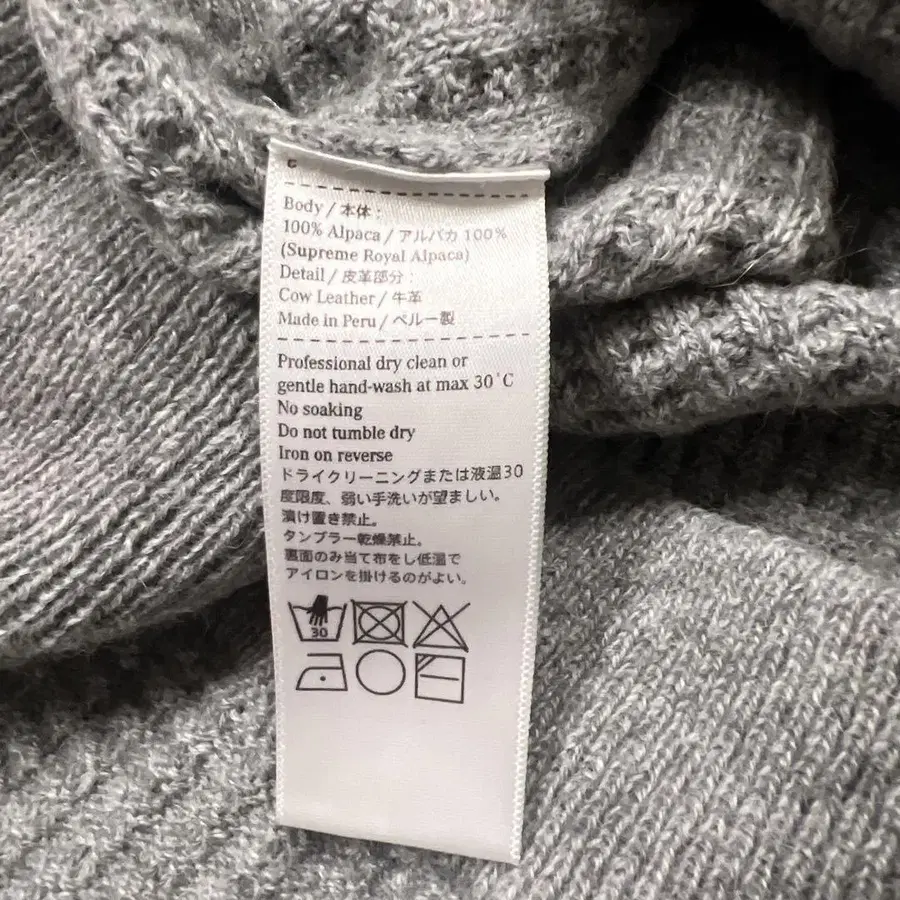 Body / 本体 :
100% Alpaca / アルパカ 100%
(Supreme Royal Alpaca)
Detail / 皮革部分 :
Cow Leather / 牛革
Made in Peru / ペルー製
Professional dry clean or
gentle hand-wash at max 30°C
No soaking
Do not tumble dry
Iron on reverse
ドライクリーニングまたは液温30
度限度、弱い手洗いが望ましい。
漬け置き禁止。
タンブラー乾燥禁止。
裏面のみ当て布をし低温で
アイロンを掛けるのがよい。
30